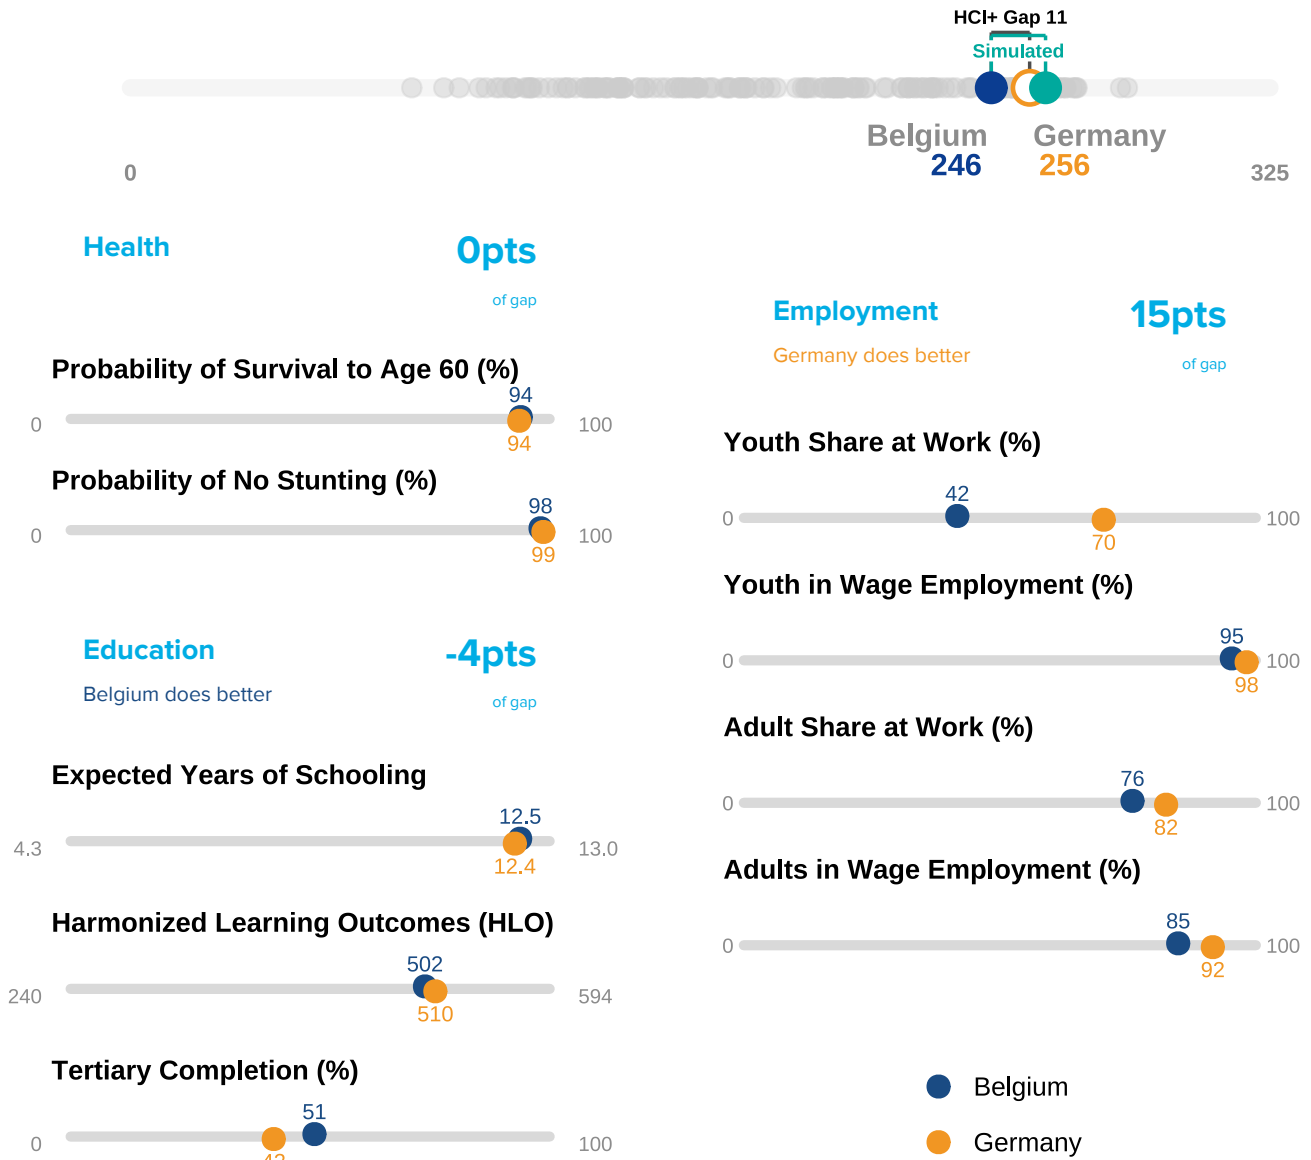 HCI+ Gap 11
Simulated
Belgium Germany
246 256
0 325
Health 0pts
of gap
Probability of Survival to Age 60 (%)
94
0 100
94
Probability of No Stunting (%)
98
0 100
99
Education -4pts
Belgium does better of gap
Expected Years of Schooling
12.5
4.3 13.0
12.4
Harmonized Learning Outcomes (HLO)
502
240 594
510
Tertiary Completion (%)
51
0 100
Employment 15pts
Germany does better of gap
Youth Share at Work (%)
42
0 100
70
Youth in Wage Employment (%)
95
0 100
98
Adult Share at Work (%)
76
0 100
82
Adults in Wage Employment (%)
85
0 100
92
Belgium
Germany